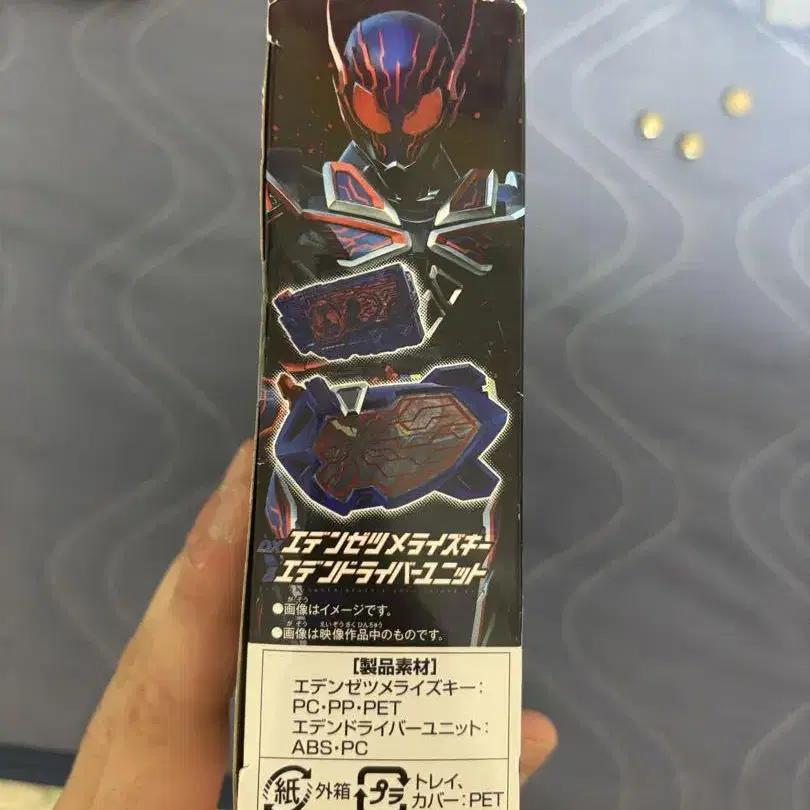 DX エデンゼツメライズキー
& エデンドライバーユニット
●画像はイメージです。
●画像は映像作品中のものです。
【製品素材】
エデンゼツメライズキー:
PC・PP・PET
エデンドライバーユニット:
ABS・PC
紙 外箱 プラ トレイ、
カバー:PET